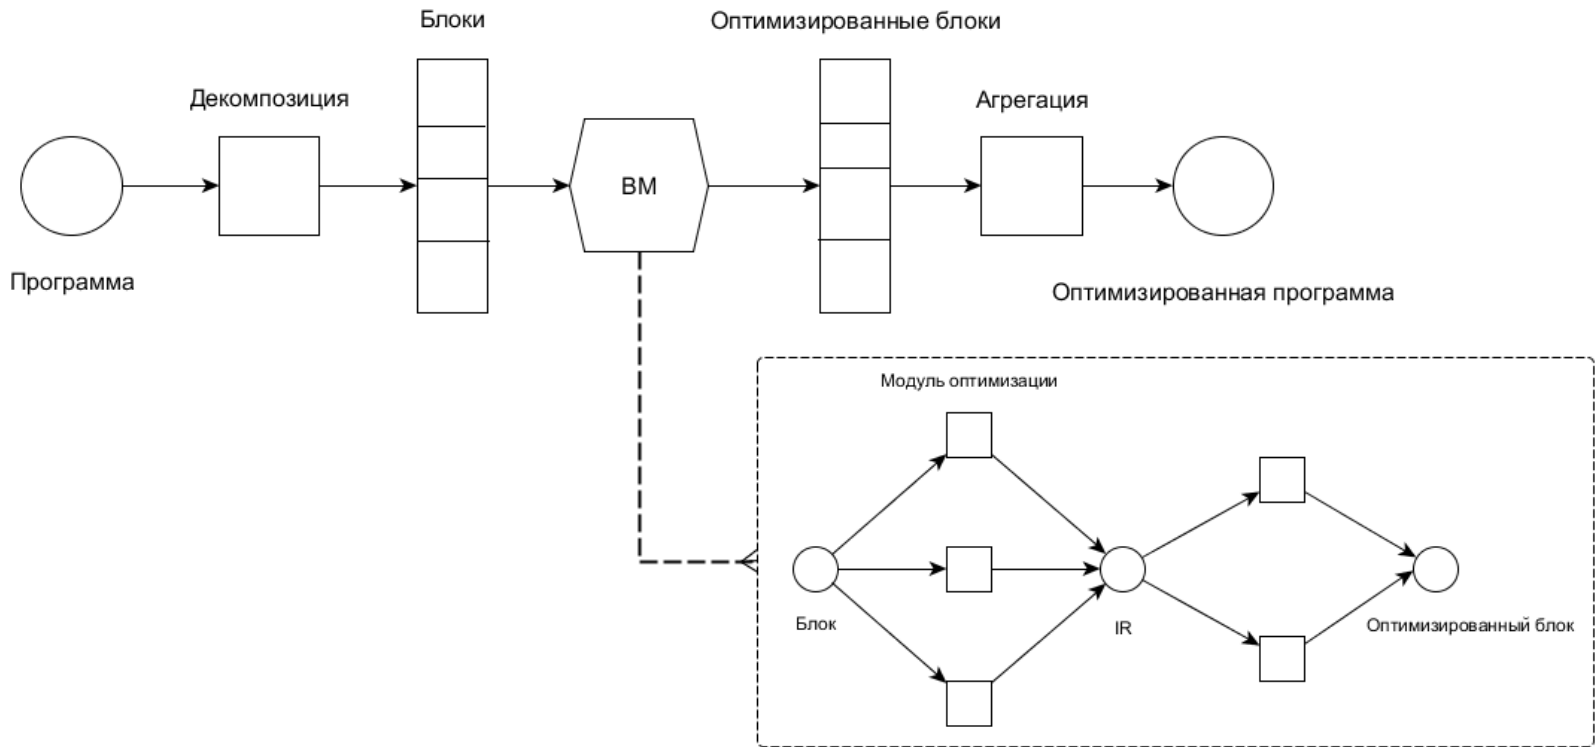 Блоки
Оптимизированные блоки
Декомпозиция
Агрегация
ВМ
Программа
Оптимизированная программа
Модуль оптимизации
Блок
IR
Оптимизированный блок